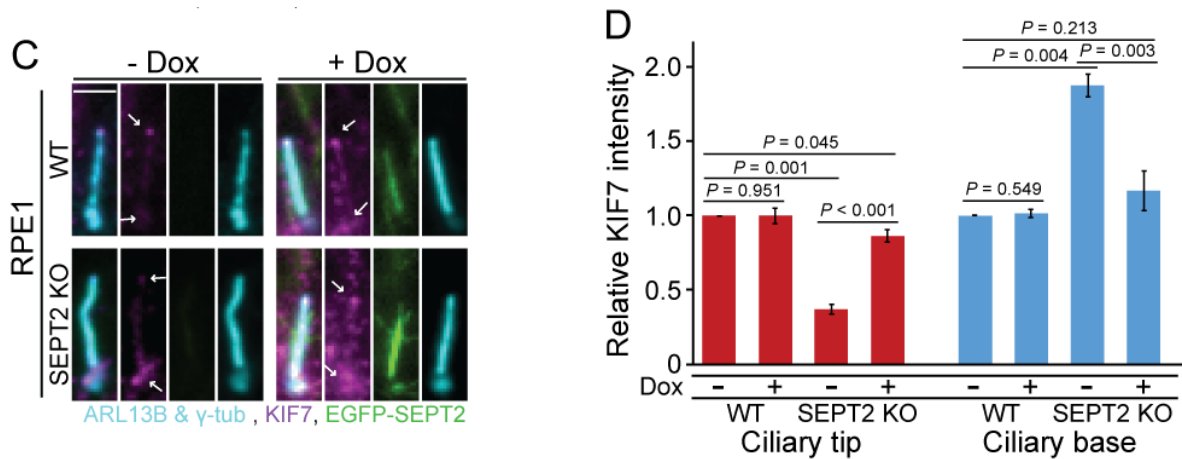 C
- Dox
+ Dox
RPE1
WT
SEPT2 KO
ARL13B & γ-tub , KIF7, EGFP-SEPT2
D
P = 0.213
P = 0.004
P = 0.003
P = 0.045
P = 0.001
P = 0.951
P < 0.001
P = 0.549
Relative KIF7 intensity
2.0
1.5
1.0
0.5
0
Dox - + - + - + - +
WT SEPT2 KO WT SEPT2 KO
Ciliary tip Ciliary base